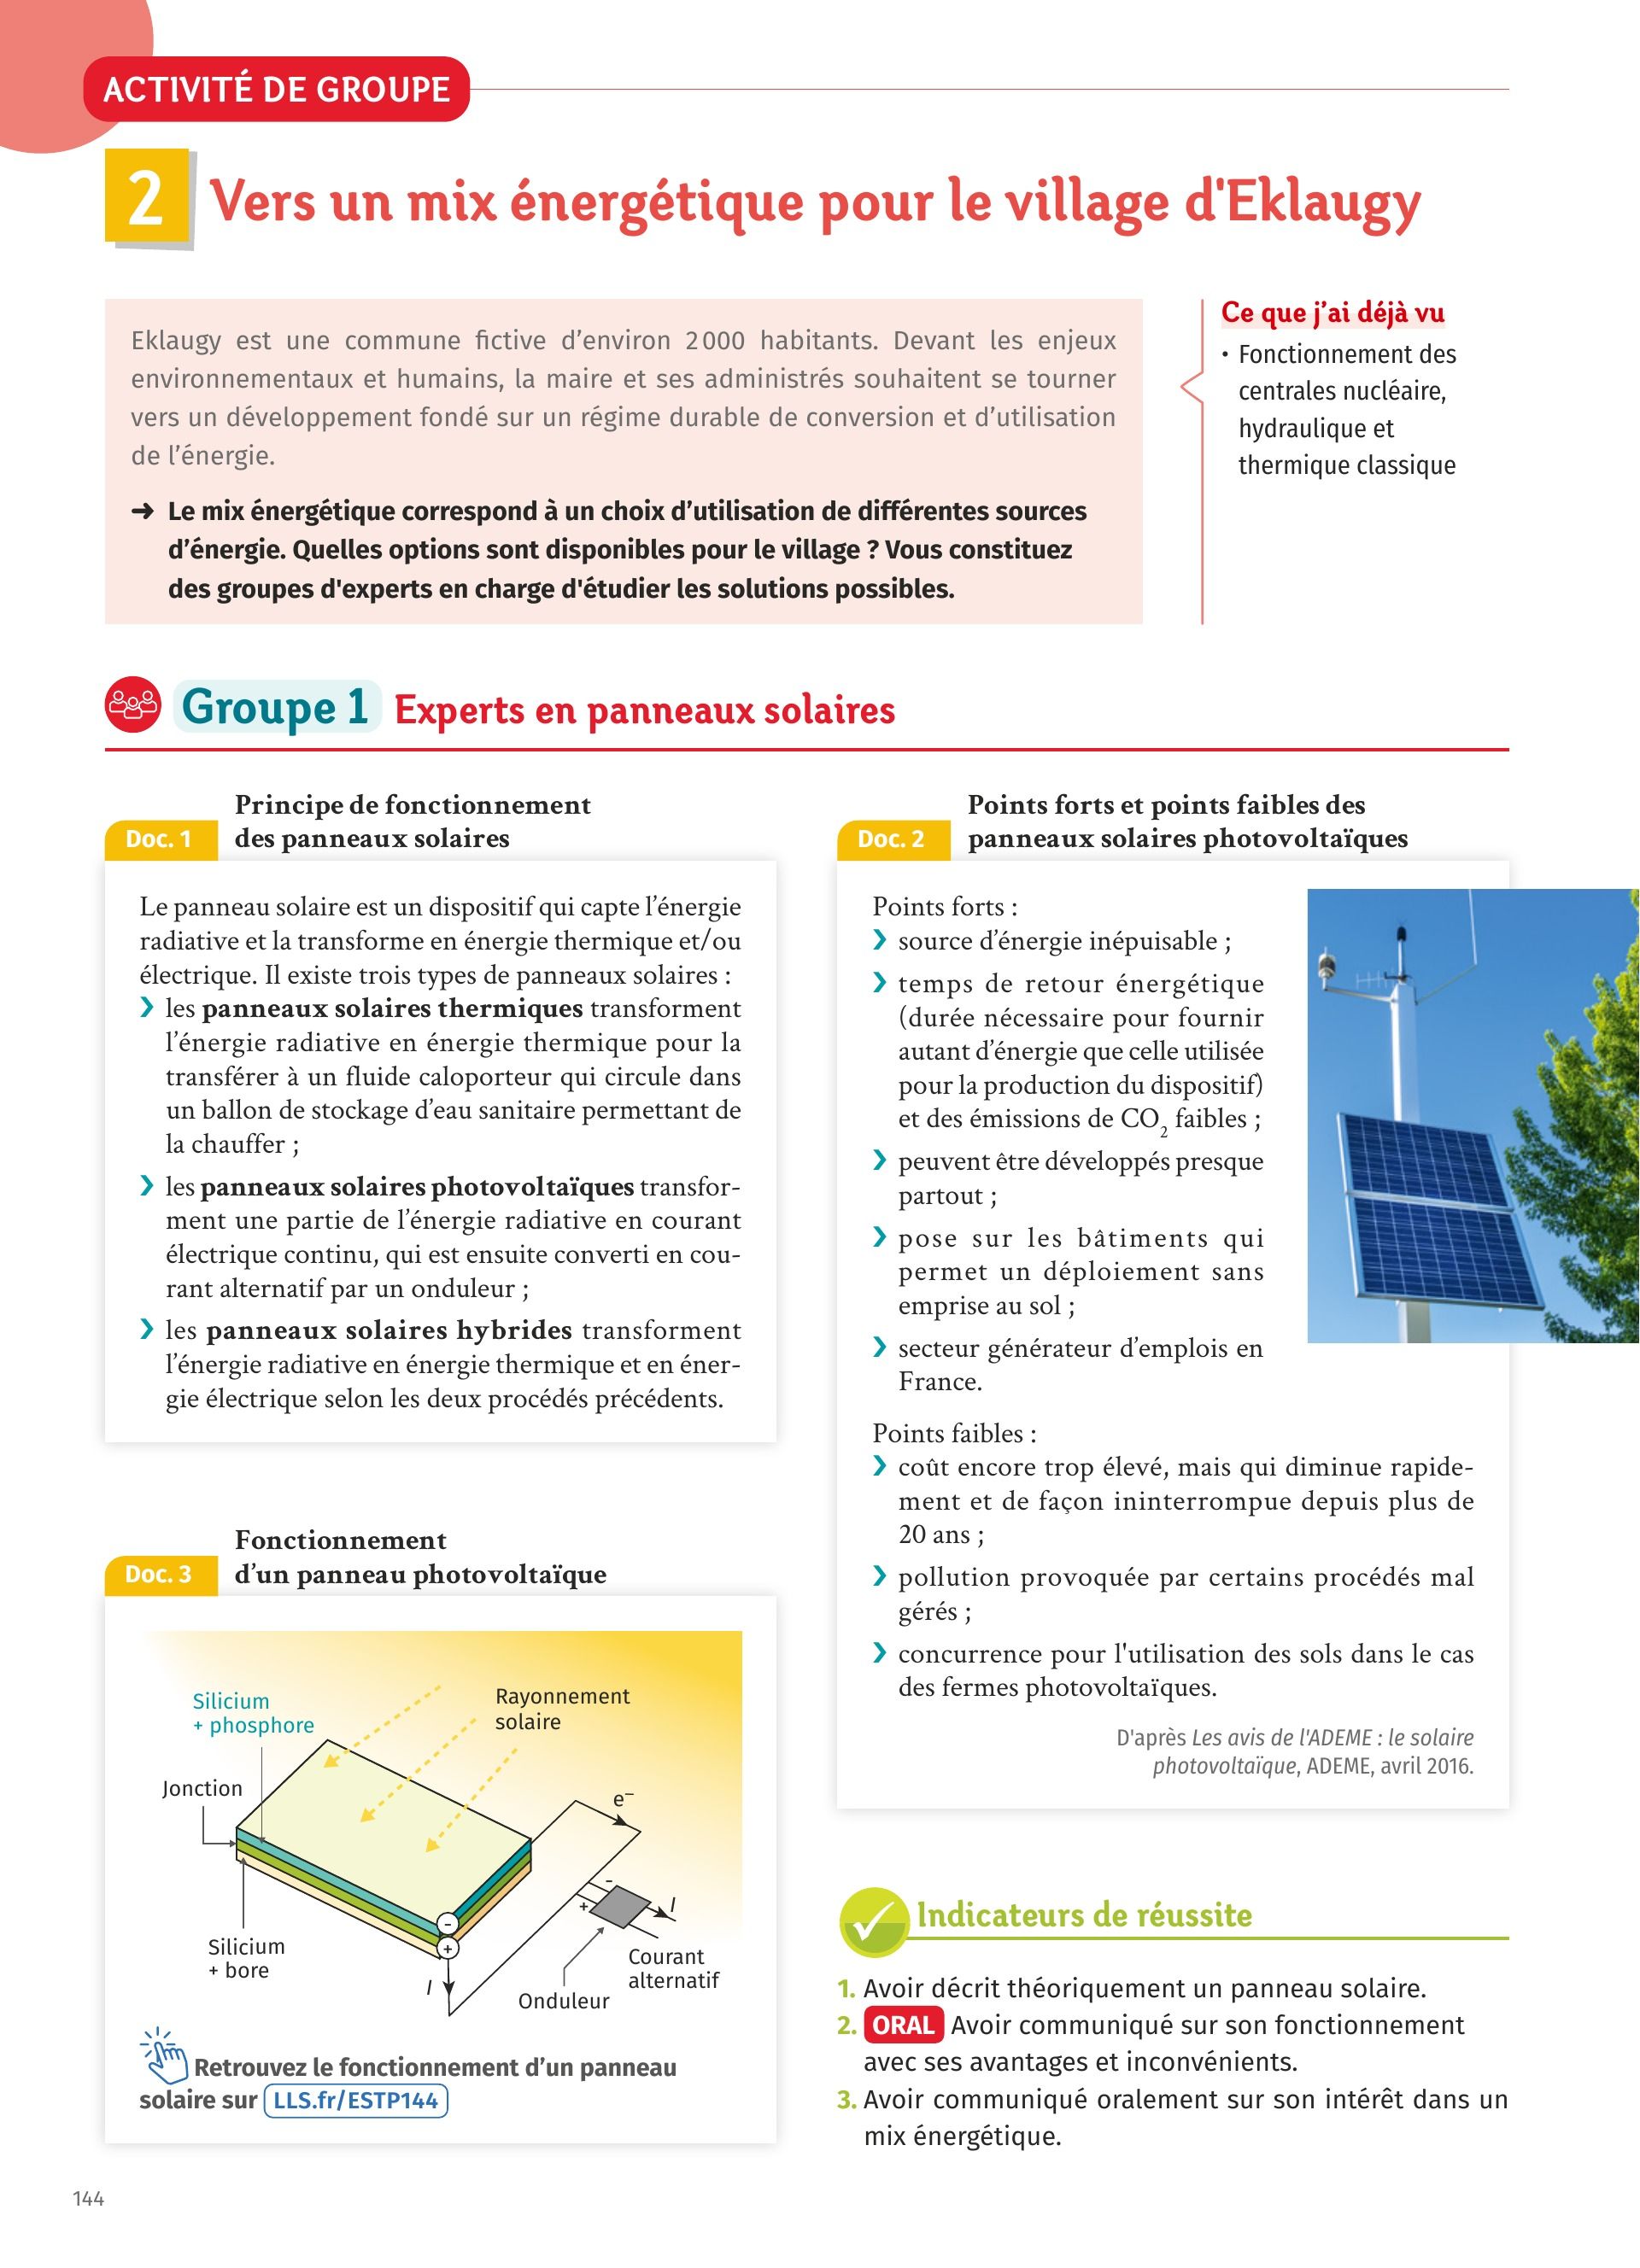 ACTIVITÉ DE GROUPE
2 Vers un mix énergétique pour le village d'Eklaugy
Eklaugy est une commune fictive d’environ 2 000 habitants. Devant les enjeux
environnementaux et humains, la maire et ses administrés souhaitent se tourner
vers un développement fondé sur un régime durable de conversion et d’utilisation
de l’énergie.
➜ Le mix énergétique correspond à un choix d’utilisation de différentes sources
d’énergie. Quelles options sont disponibles pour le village ? Vous constituez
des groupes d'experts en charge d'étudier les solutions possibles.
Ce que j’ai déjà vu
• Fonctionnement des
centrales nucléaire,
hydraulique et
thermique classique
Groupe 1 Experts en panneaux solaires
Doc. 1
Principe de fonctionnement
des panneaux solaires
Le panneau solaire est un dispositif qui capte l’énergie
radiative et la transforme en énergie thermique et/ou
électrique. Il existe trois types de panneaux solaires :
❯ les panneaux solaires thermiques transforment
l’énergie radiative en énergie thermique pour la
transférer à un fluide caloporteur qui circule dans
un ballon de stockage d’eau sanitaire permettant de
la chauffer ;
❯ les panneaux solaires photovoltaïques transfor-
ment une partie de l’énergie radiative en courant
électrique continu, qui est ensuite converti en cou-
rant alternatif par un onduleur ;
❯ les panneaux solaires hybrides transforment
l’énergie radiative en énergie thermique et en éner-
gie électrique selon les deux procédés précédents.
Doc. 3
Fonctionnement
d’un panneau photovoltaïque
Silicium
+ phosphore
Rayonnement
solaire
Jonction
e−
-
+
I
-
+
Silicium
+ bore
Courant
alternatif
I
Onduleur
Retrouvez le fonctionnement d’un panneau
solaire sur LLS.fr/ESTP144
Doc. 2
Points forts et points faibles des
panneaux solaires photovoltaïques
Points forts :
❯ source d’énergie inépuisable ;
❯ temps de retour énergétique
(durée nécessaire pour fournir
autant d’énergie que celle utilisée
pour la production du dispositif)
et des émissions de CO₂ faibles ;
❯ peuvent être développés presque
partout ;
❯ pose sur les bâtiments qui
permet un déploiement sans
emprise au sol ;
❯ secteur générateur d’emplois en
France.
Points faibles :
❯ coût encore trop élevé, mais qui diminue rapide-
ment et de façon ininterrompue depuis plus de
20 ans ;
❯ pollution provoquée par certains procédés mal
gérés ;
❯ concurrence pour l'utilisation des sols dans le cas
des fermes photovoltaïques.
D'après Les avis de l'ADEME : le solaire
photovoltaïque, ADEME, avril 2016.
Indicateurs de réussite
1. Avoir décrit théoriquement un panneau solaire.
2. ORAL Avoir communiqué sur son fonctionnement
avec ses avantages et inconvénients.
3. Avoir communiqué oralement sur son intérêt dans un
mix énergétique.
144